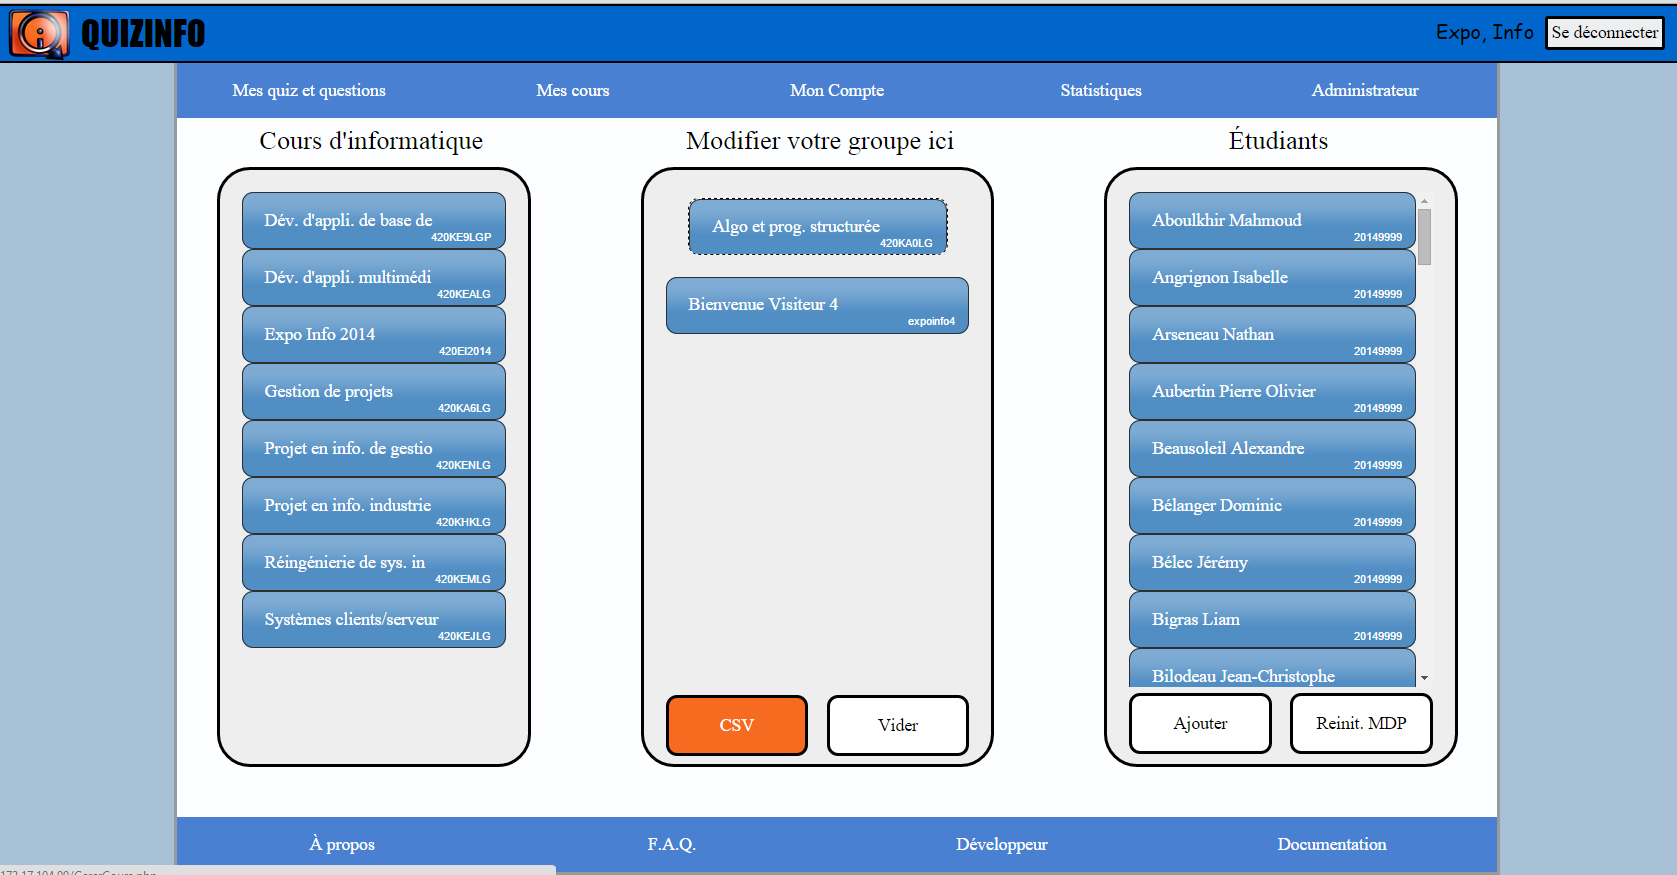 QUIZINFO
Expo, Info
Se déconnecter
Mes quiz et questions
Mes cours
Mon Compte
Statistiques
Administrateur
Cours d'informatique
Dév. d'appli. de base de
420KE9LGP
Dév. d'appli. multimédi
420KEALG
Expo Info 2014
420EI2014
Gestion de projets
420KA6LG
Projet en info. de gestio
420KENLG
Projet en info. industrie
420KHKLG
Réingénierie de sys. in
420KEMLG
Systèmes clients/serveur
420KEJLG
Modifier votre groupe ici
Algo et prog. structurée
420KA0LG
Bienvenue Visiteur 4
expoinfo4
CSV
Vider
Étudiants
Aboulkhir Mahmoud
20149999
Angrignon Isabelle
20149999
Arseneau Nathan
20149999
Aubertin Pierre Olivier
20149999
Beausoleil Alexandre
20149999
Bélanger Dominic
20149999
Bélec Jérémy
20149999
Bigras Liam
20149999
Bilodeau Jean-Christophe
Ajouter
Reinit. MDP
À propos
F.A.Q.
Développeur
Documentation